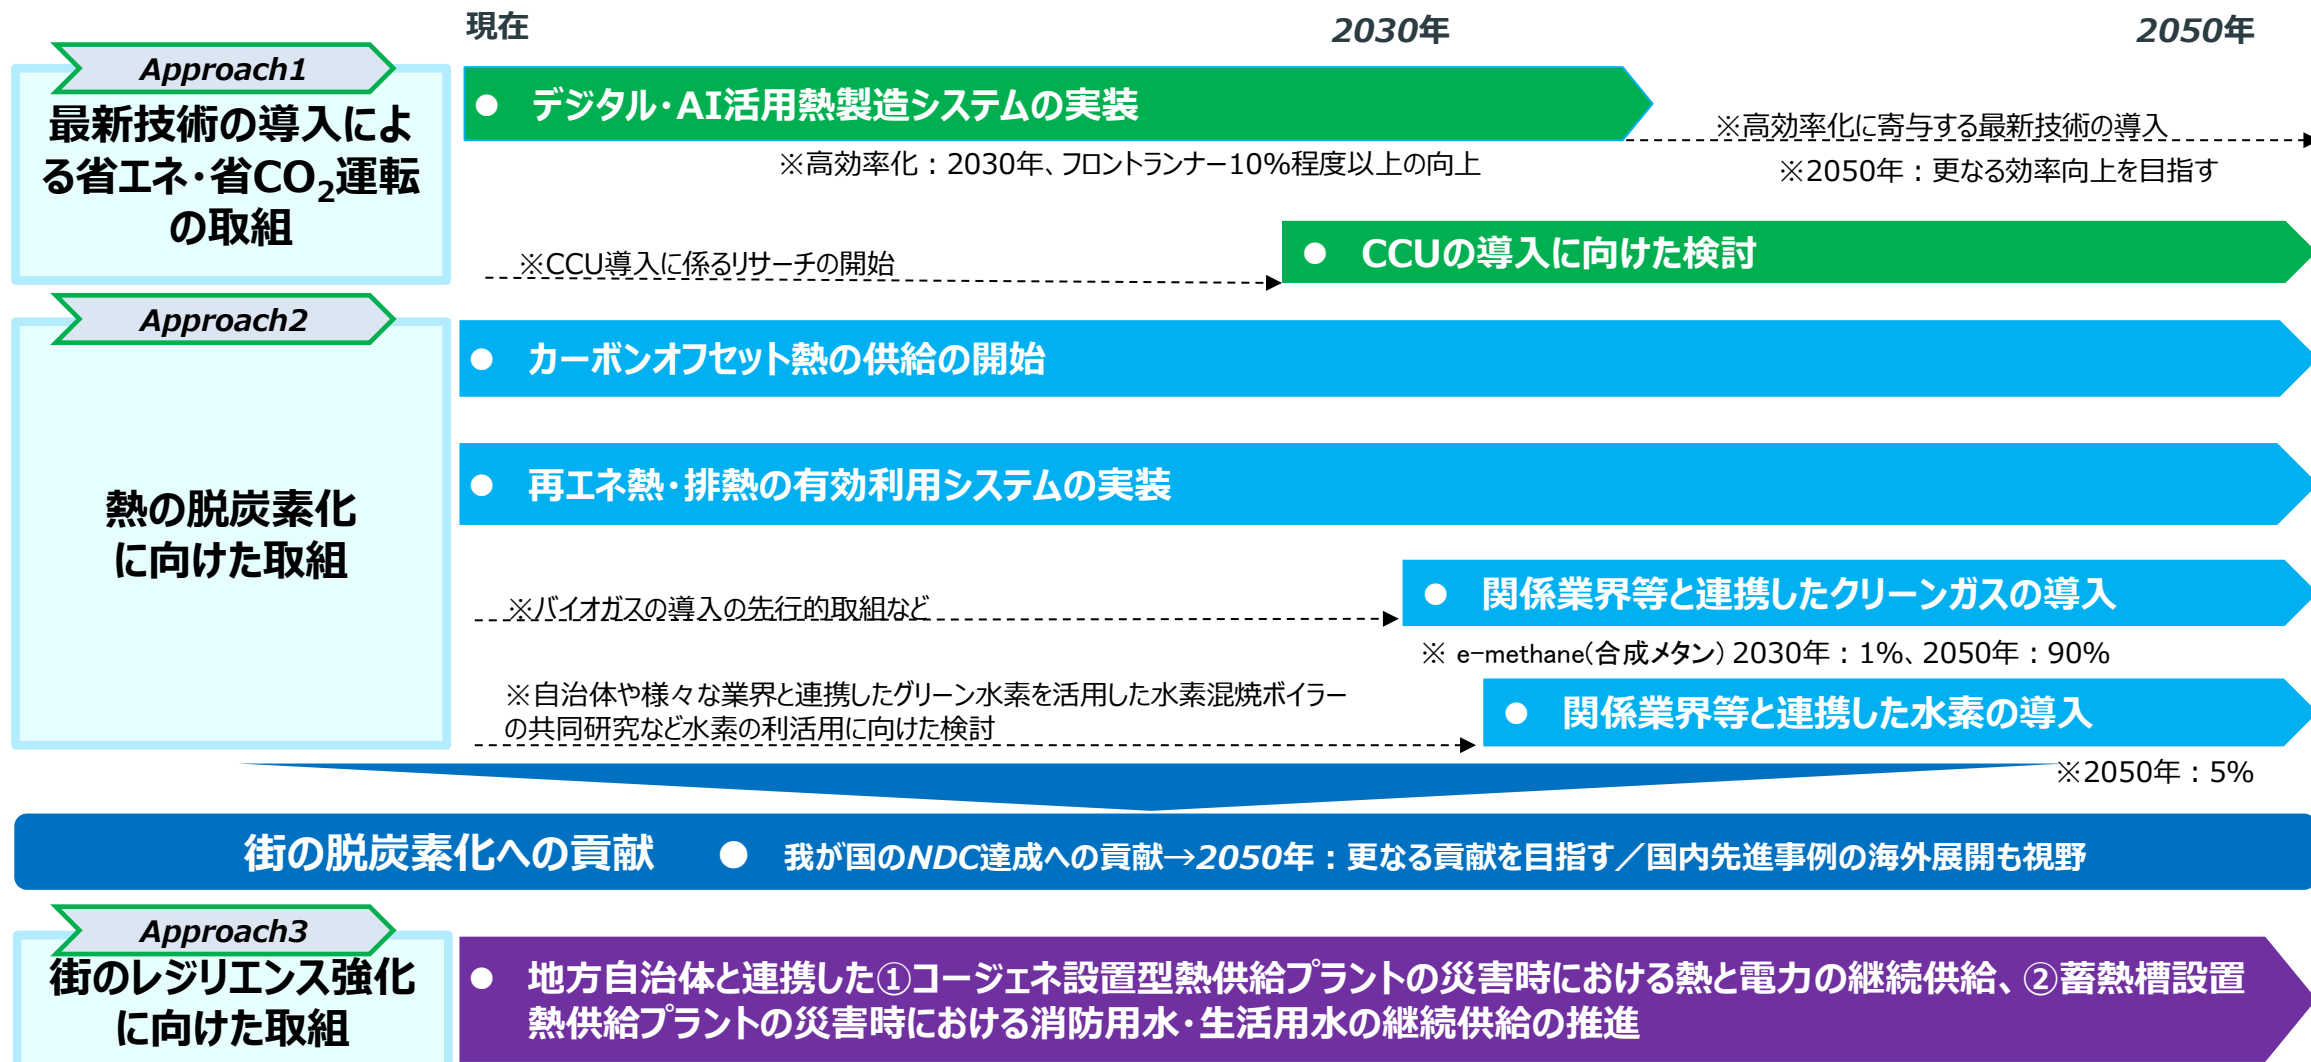 現在
2030年
2050年
Approach1
最新技術の導入によ
る省エネ・省CO₂運転
の取組
● デジタル・AI活用熱製造システムの実装
※高効率化に寄与する最新技術の導入
※高効率化：2030年、フロントランナー10%程度以上の向上
※2050年：更なる効率向上を目指す
※CCU導入に係るリサーチの開始
● CCUの導入に向けた検討
Approach2
熱の脱炭素化
に向けた取組
● カーボンオフセット熱の供給の開始
● 再エネ熱・排熱の有効利用システムの実装
※バイオガスの導入の先行的取組など
● 関係業界等と連携したクリーンガスの導入
※ e-methane(合成メタン) 2030年：1%、2050年：90%
※自治体や様々な業界と連携したグリーン水素を活用した水素混焼ボイラー
の共同研究など水素の利活用に向けた検討
● 関係業界等と連携した水素の導入
※2050年：5%
街の脱炭素化への貢献 ● 我が国のNDC達成への貢献→2050年：更なる貢献を目指す／国内先進事例の海外展開も視野
Approach3
街のレジリエンス強化
に向けた取組
● 地方自治体と連携した①コージェネ設置型熱供給プラントの災害時における熱と電力の継続供給、②蓄熱槽設置
熱供給プラントの災害時における消防用水・生活用水の継続供給の推進